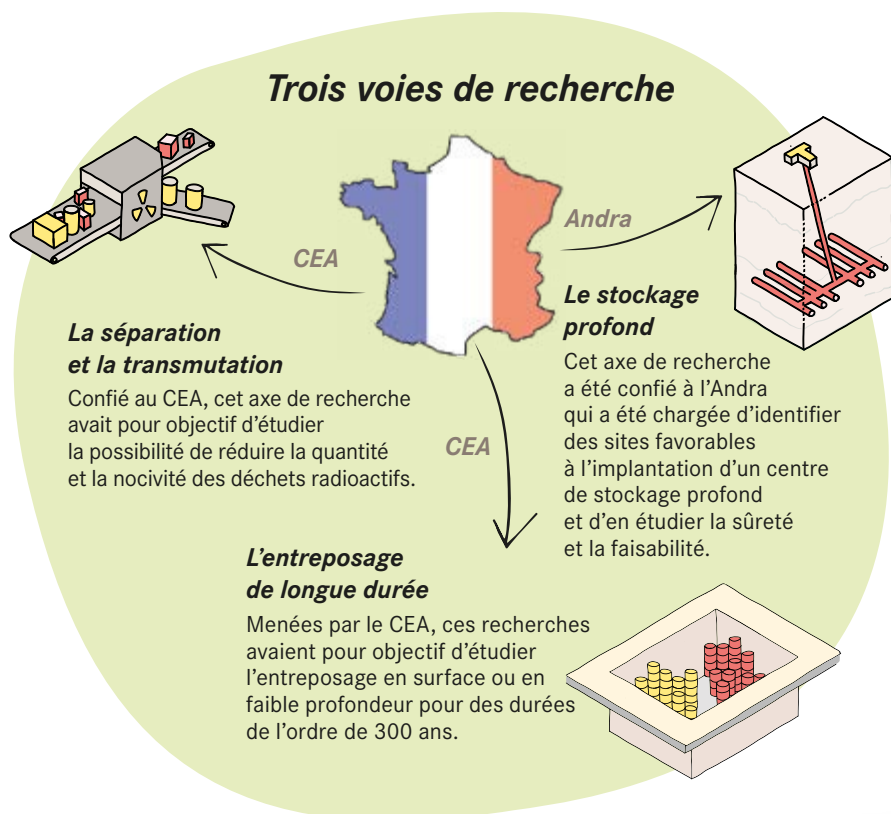 Trois voies de recherche
CEA
Andra
La séparation
et la transmutation
Confié au CEA, cet axe de recherche
avait pour objectif d’étudier
la possibilité de réduire la quantité
et la nocivité des déchets radioactifs.
Le stockage
profond
Cet axe de recherche
a été confié à l’Andra
qui a été chargée d’identifier
des sites favorables
à l’implantation d’un centre
de stockage profond
et d’en étudier la sûreté
et la faisabilité.
CEA
L’entreposage
de longue durée
Menées par le CEA, ces recherches
avaient pour objectif d’étudier
l’entreposage en surface ou en
faible profondeur pour des durées
de l’ordre de 300 ans.